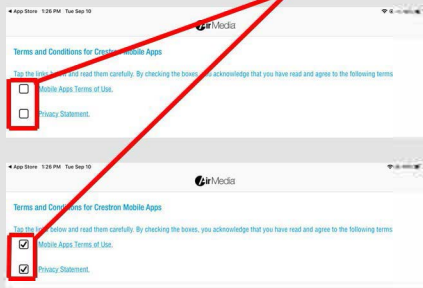 App Store 1:26 PM Tue Sep 10
AirMedia
Terms and Conditions for Crestron Mobile Apps
Tap the links below and read them carefully. By checking the boxes, you acknowledge that you have read and agree to the following terms
Mobile Apps Terms of Use.
Privacy Statement.
App Store 1:26 PM Tue Sep 10
AirMedia
Terms and Conditions for Crestron Mobile Apps
Tap the links below and read them carefully. By checking the boxes, you acknowledge that you have read and agree to the following terms
Mobile Apps Terms of Use.
Privacy Statement.